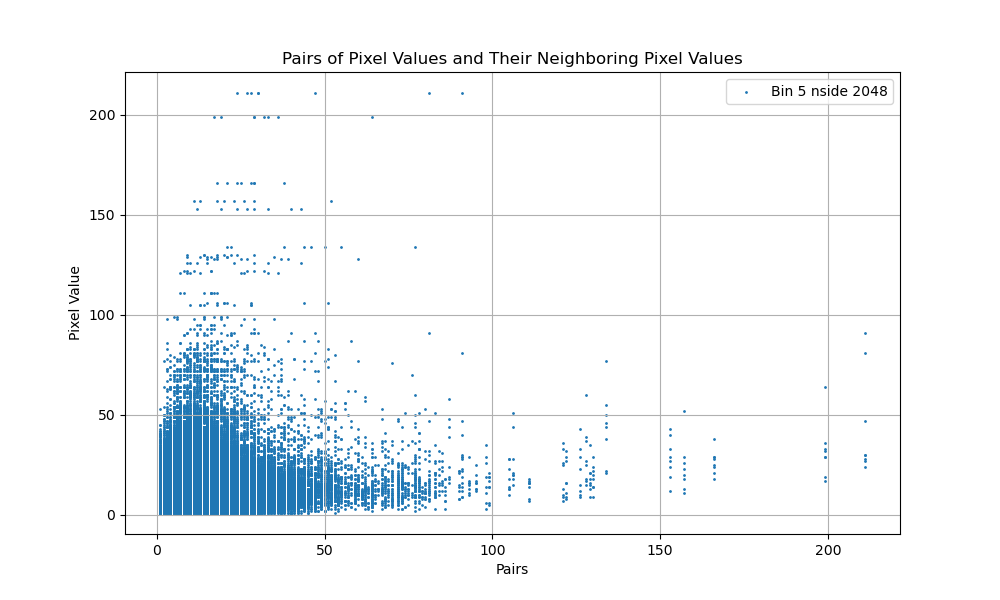 Pairs of Pixel Values and Their Neighboring Pixel Values
Bin 5 nside 2048
Pixel Value
200
150
100
50
0
0 50 100 150 200
Pairs